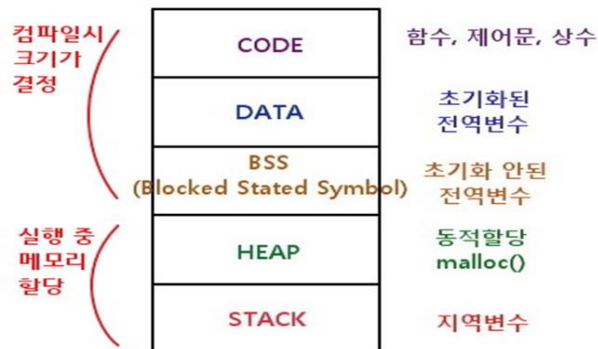 컴파일시
크기가
결정
CODE
함수, 제어문, 상수
DATA
초기화된
전역변수
BSS
(Blocked Stated Symbol)
초기화 안된
전역변수
실행 중
메모리
할당
HEAP
동적할당
malloc()
STACK
지역변수